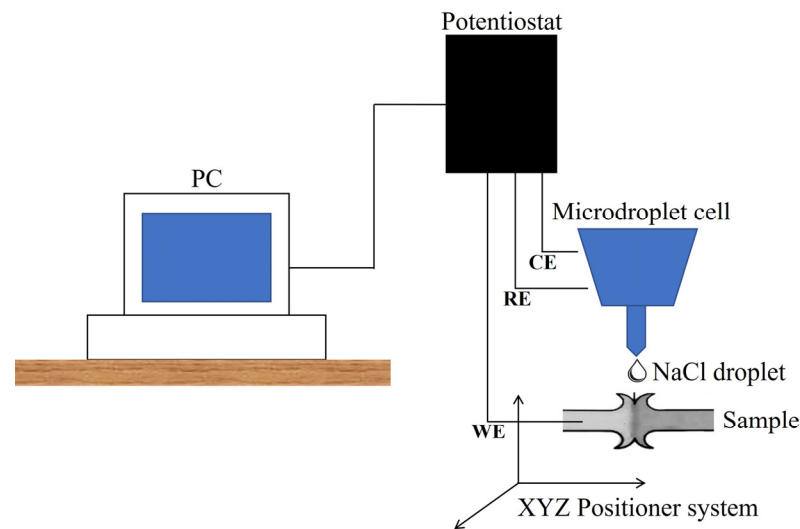 Potentiostat
PC
Microdroplet cell
CE
RE
NaCl droplet
Sample
WE
XYZ Positioner system